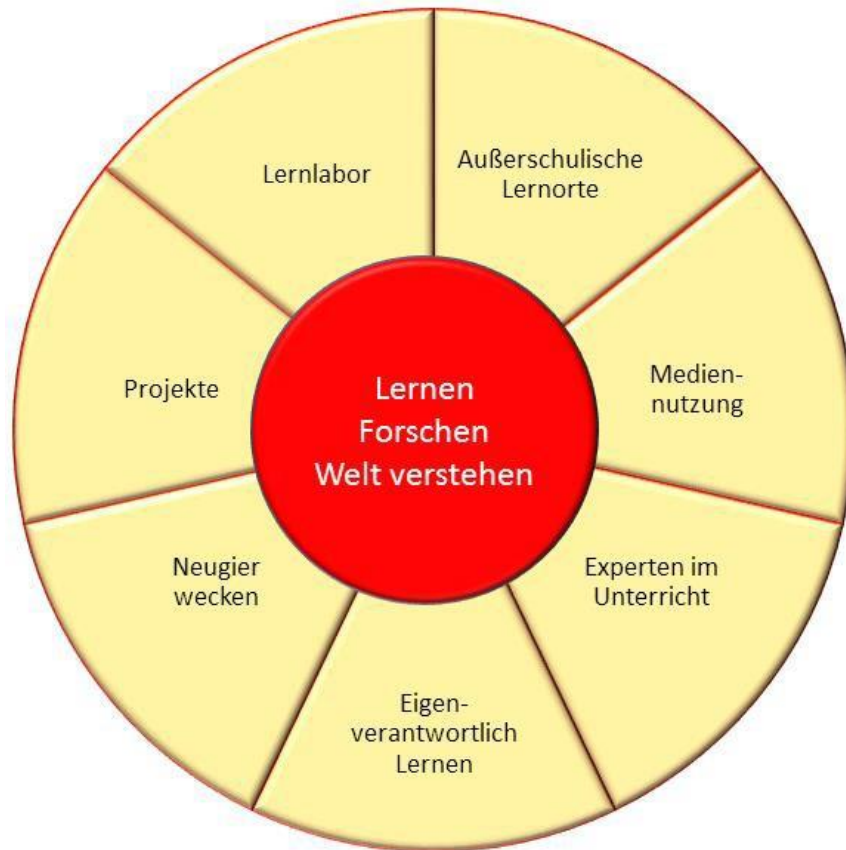 Lernlabor
Außerschulische
Lernorte
Medien-
nutzung
Experten im
Unterricht
Eigen-
verantwortlich
Lernen
Neugier
wecken
Projekte
Lernen
Forschen
Welt verstehen